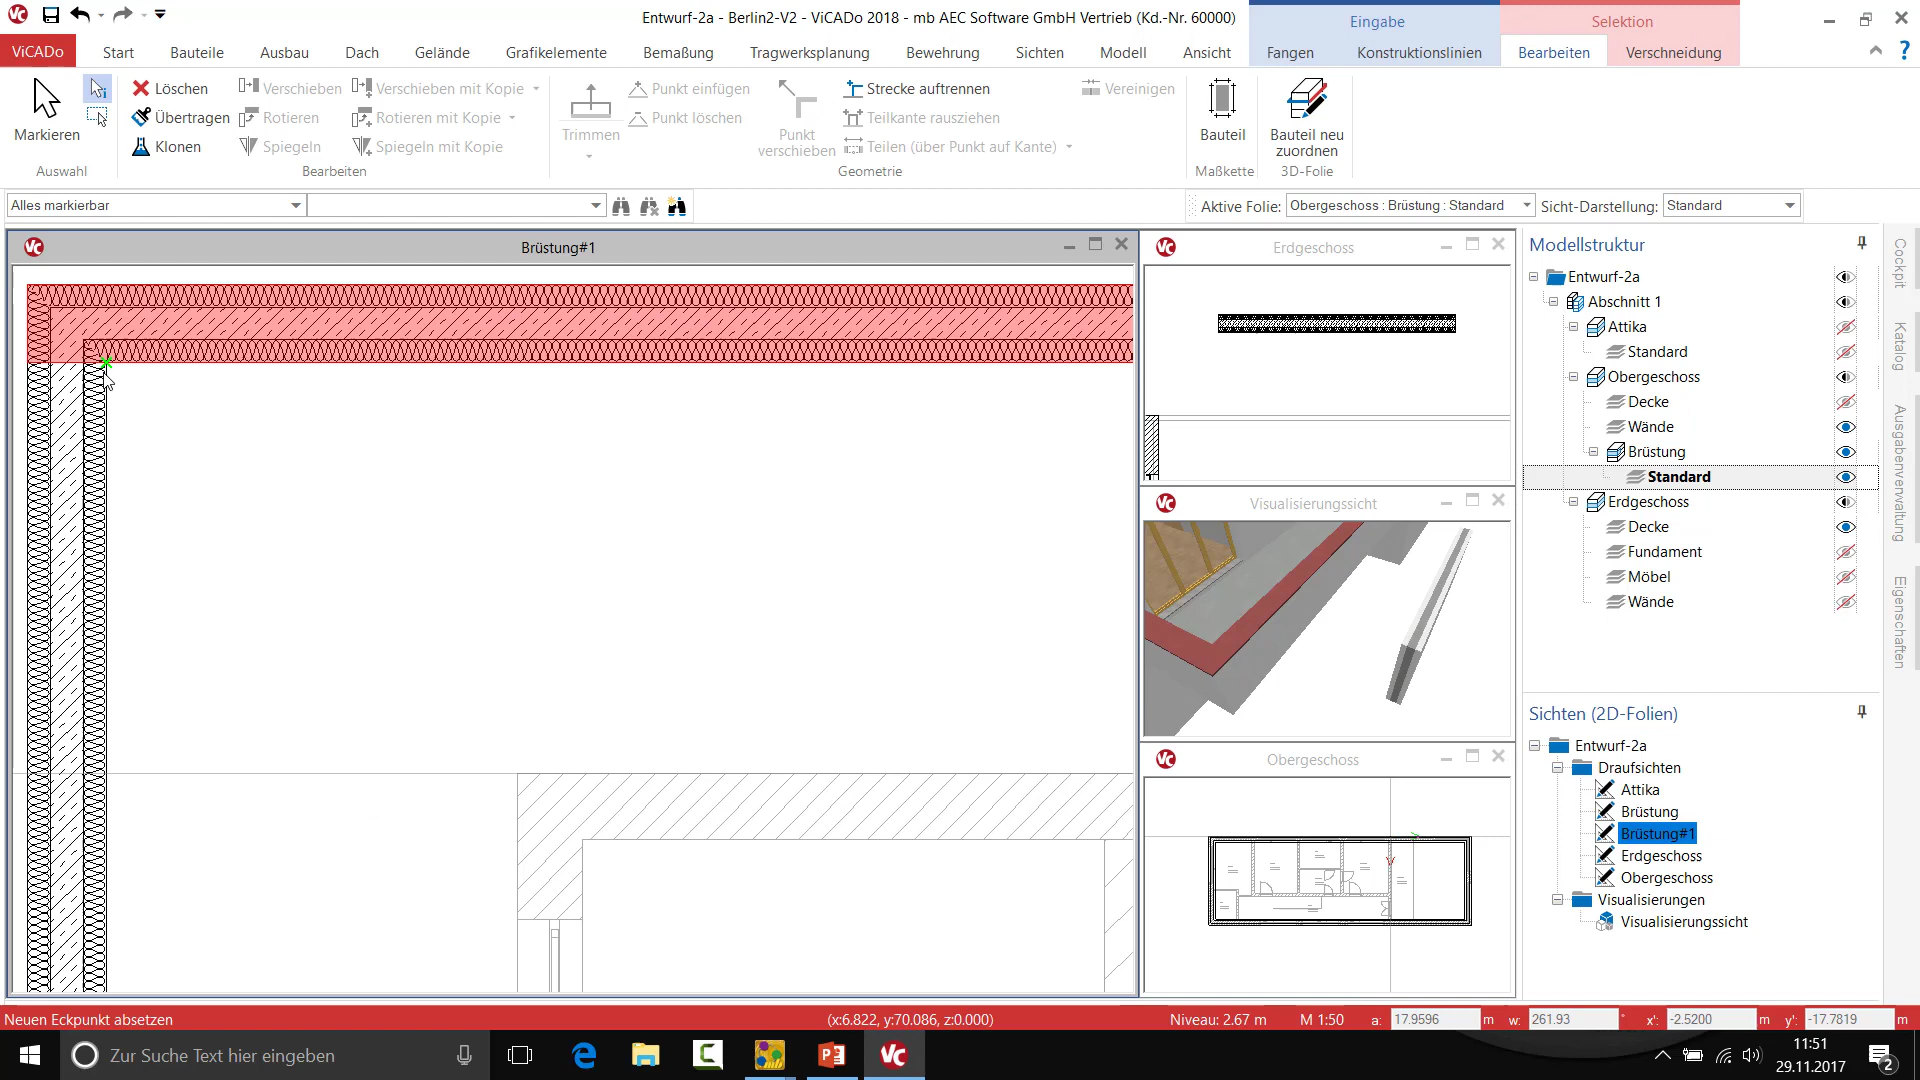 Entwurf-2a - Berlin2-V2 - ViCADo 2018 - mb AEC Software GmbH Vertrieb (Kd.-Nr. 60000)
Eingabe
Selektion
ViCADo
Start
Bauteile
Ausbau
Dach
Gelände
Grafikelemente
Bemaßung
Tragwerksplanung
Bewehrung
Sichten
Modell
Ansicht
Fangen
Konstruktionslinien
Bearbeiten
Verschneidung
?
Markieren
Auswahl
Löschen
Übertragen
Klonen
Verschieben
Rotieren
Spiegeln
Verschieben mit Kopie
Rotieren mit Kopie
Spiegeln mit Kopie
Bearbeiten
Trimmen
Punkt einfügen
Punkt löschen
Punkt
verschieben
Strecke auftrennen
Teilkante rausziehen
Teilen (über Punkt auf Kante)
Vereinigen
Geometrie
Bauteil
Maßkette
Bauteil neu
zuordnen
3D-Folie
Alles markierbar
Aktive Folie:
Obergeschoss : Brüstung : Standard
Sicht-Darstellung:
Standard
Brüstung#1
Erdgeschoss
Visualisierungssicht
Obergeschoss
Modellstruktur
Entwurf-2a
Abschnitt 1
Attika
Standard
Obergeschoss
Decke
Wände
Brüstung
Standard
Erdgeschoss
Decke
Fundament
Möbel
Wände
Sichten (2D-Folien)
Entwurf-2a
Draufsichten
Attika
Brüstung
Brüstung#1
Erdgeschoss
Obergeschoss
Visualisierungen
Visualisierungssicht
Cockpit
Katalog
Ausgabenverwaltung
Eigenschaften
Neuen Eckpunkt absetzen
(x:6.822, y:70.086, z:0.000)
Niveau: 2.67 m
M 1:50
a: 17.9596 m
w: 261.93 °
x': -2.5200 m
y': -17.7819 m
Zur Suche Text hier eingeben
11:51
29.11.2017
2